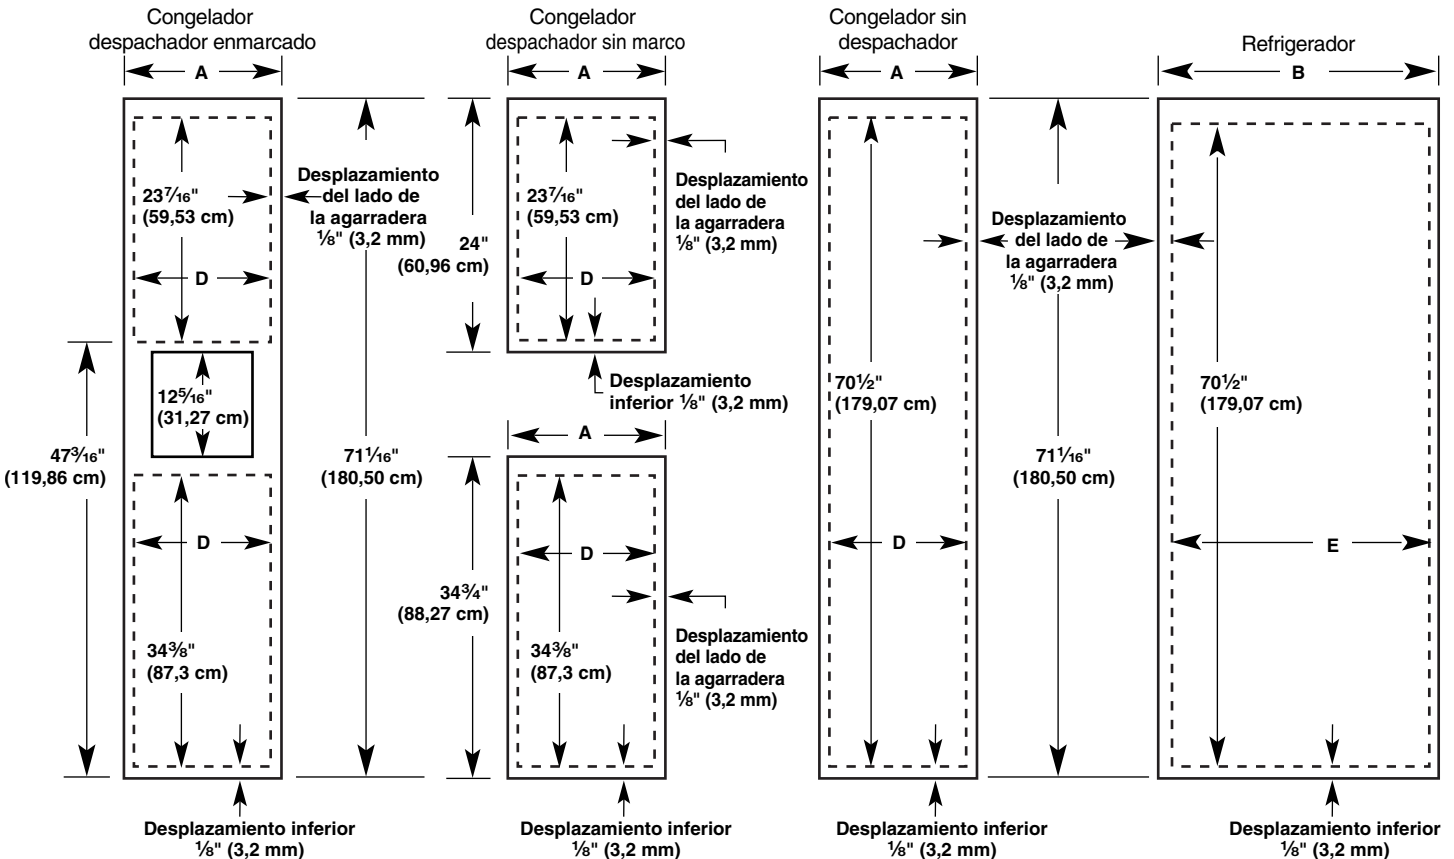 Congelador
despachador enmarcado
A
23⁷⁄₁₆"
(59,53 cm)
Desplazamiento
del lado de
la agarradera
⅛" (3,2 mm)
D
12⁵⁄₁₆"
(31,27 cm)
47³⁄₁₆"
(119,86 cm)
71¹⁄₁₆"
(180,50 cm)
D
34⅜"
(87,3 cm)
Desplazamiento inferior
⅛" (3,2 mm)
Congelador
despachador sin marco
A
23⁷⁄₁₆"
(59,53 cm)
Desplazamiento
del lado de
la agarradera
⅛" (3,2 mm)
24"
(60,96 cm)
D
Desplazamiento
inferior ⅛" (3,2 mm)
A
D
34¾"
(88,27 cm)
34⅜"
(87,3 cm)
Desplazamiento
del lado de
la agarradera
⅛" (3,2 mm)
Desplazamiento inferior
⅛" (3,2 mm)
Congelador sin
despachador
A
70½"
(179,07 cm)
D
Desplazamiento
del lado de
la agarradera
⅛" (3,2 mm)
71¹⁄₁₆"
(180,50 cm)
Desplazamiento inferior
⅛" (3,2 mm)
Refrigerador
B
70½"
(179,07 cm)
E
Desplazamiento inferior
⅛" (3,2 mm)